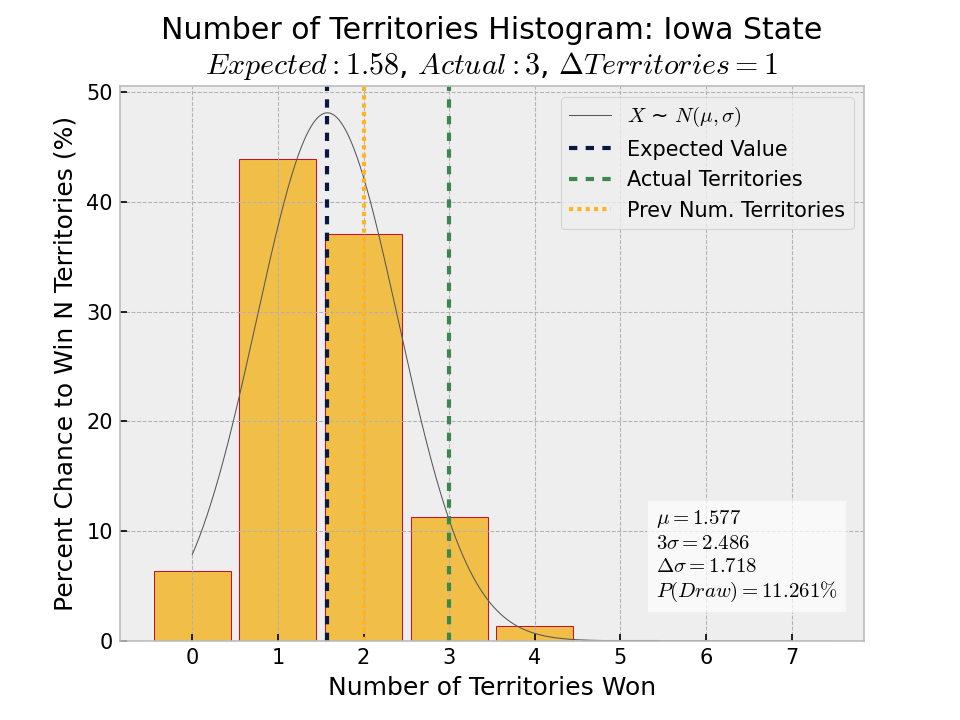 Number of Territories Histogram: Iowa State
Expected : 1.58, Actual : 3, ΔTerritories = 1
Percent Chance to Win N Territories (%)
50
40
30
20
10
0
X ~ N(μ, σ)
Expected Value
Actual Territories
Prev Num. Territories
μ = 1.577
3σ = 2.486
Δσ = 1.718
P(Draw) = 11.261%
0 1 2 3 4 5 6 7
Number of Territories Won